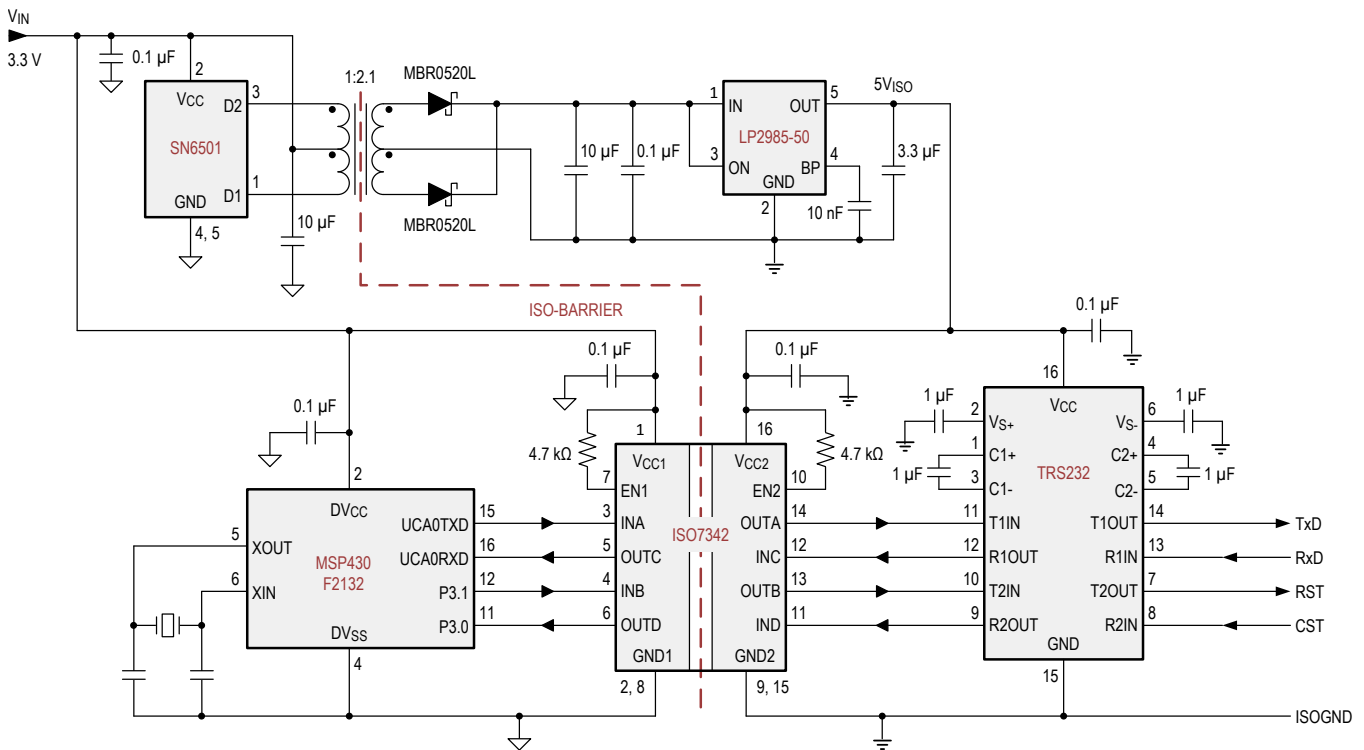 VIN
3.3 V
0.1 µF
2
VCC
D2
3
SN6501
D1
1
GND
4, 5
10 µF
1:2.1
MBR0520L
MBR0520L
10 µF
0.1 µF
1
IN
OUT
5
LP2985-50
3
ON
BP
4
GND
2
10 nF
5VISO
3.3 µF
ISO-BARRIER
0.1 µF
0.1 µF
0.1 µF
0.1 µF
4.7 kΩ
4.7 kΩ
2
DVCC
5
XOUT
UCA0TXD
15
MSP430
F2132
UCA0RXD
16
6
XIN
P3.1
12
P3.0
11
DVSS
4
1
VCC1
7
EN1
3
INA
5
OUTC
4
INB
6
OUTD
GND1
2, 8
ISO7342
16
VCC2
EN2
10
OUTA
14
INC
12
OUTB
13
IND
11
GND2
9, 15
16
VCC
1 µF
2
VS+
VS-
6
1 µF
1
C1+
C2+
4
1 µF
TRS232
1 µF
3
C1-
C2-
5
11
T1IN
T1OUT
14
TxD
12
R1OUT
R1IN
13
RxD
10
T2IN
T2OUT
7
RST
9
R2OUT
R2IN
8
CST
GND
15
ISOGND